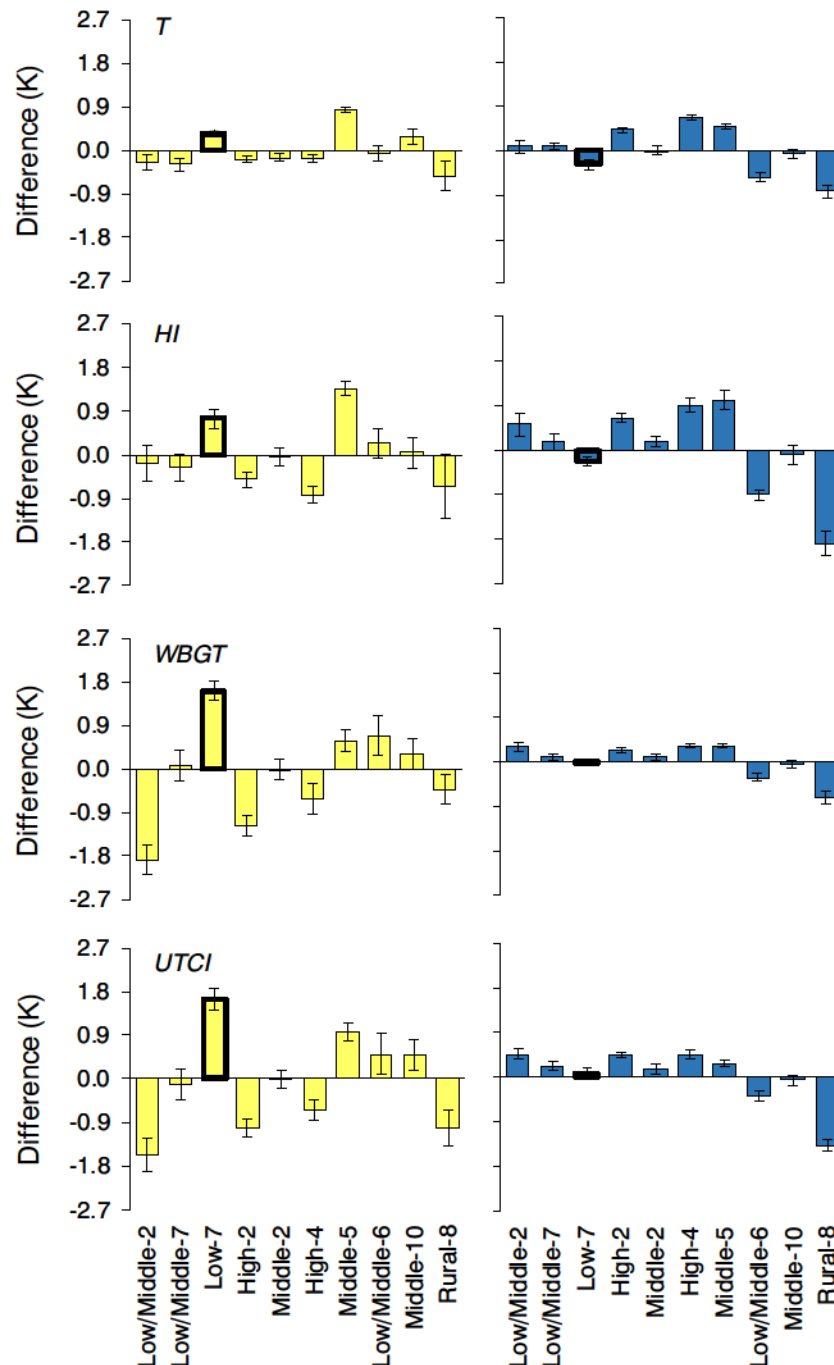 T
2.7
1.8
0.9
0.0
-0.9
-1.8
-2.7
Difference (K)
HI
2.7
1.8
0.9
0.0
-0.9
-1.8
-2.7
Difference (K)
WBGT
2.7
1.8
0.9
0.0
-0.9
-1.8
-2.7
Difference (K)
UTCI
2.7
1.8
0.9
0.0
-0.9
-1.8
-2.7
Difference (K)
Low/Middle-2
Low/Middle-7
Low-7
High-2
Middle-2
High-4
Middle-5
Low/Middle-6
Middle-10
Rural-8
Low/Middle-2
Low/Middle-7
Low-7
High-2
Middle-2
High-4
Middle-5
Low/Middle-6
Middle-10
Rural-8